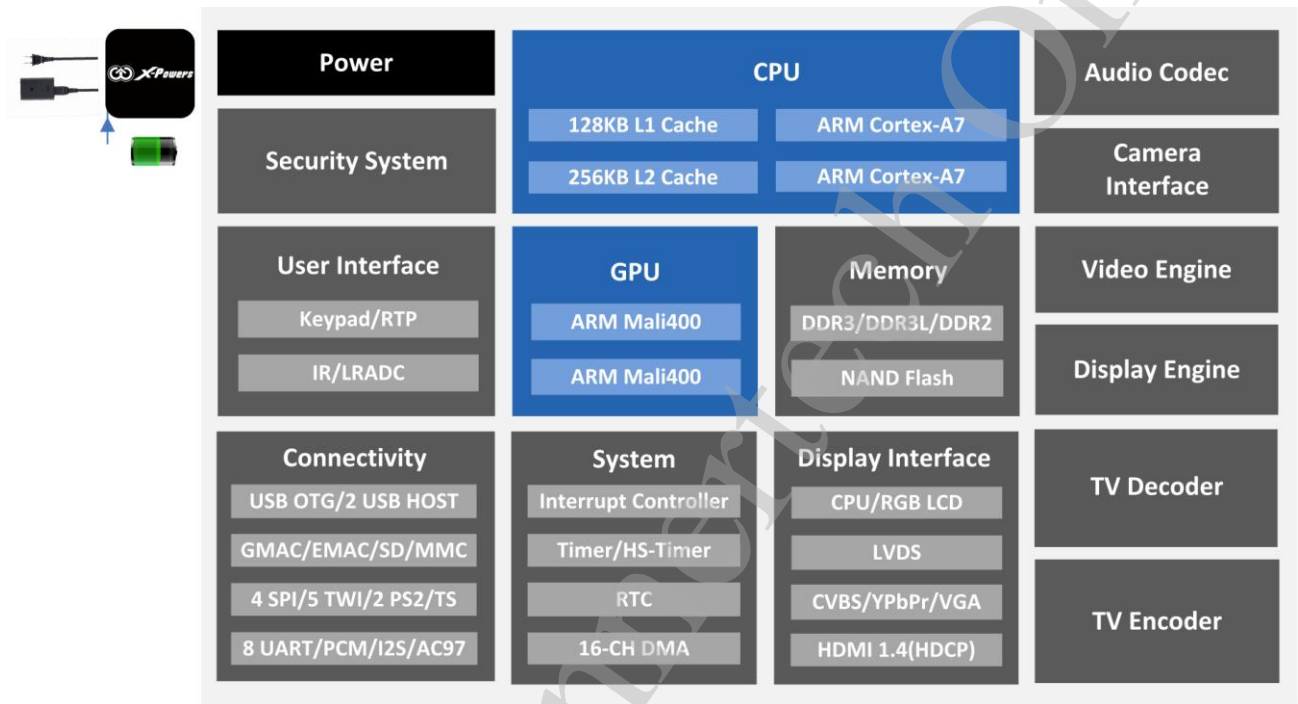 X-Powers
Power
CPU
128KB L1 Cache
ARM Cortex-A7
256KB L2 Cache
ARM Cortex-A7
Audio Codec
Security System
Camera
Interface
User Interface
Keypad/RTP
IR/LRADC
GPU
ARM Mali400
ARM Mali400
Memory
DDR3/DDR3L/DDR2
NAND Flash
Video Engine
Display Engine
Connectivity
USB OTG/2 USB HOST
GMAC/EMAC/SD/MMC
4 SPI/5 TWI/2 PS2/TS
8 UART/PCM/I2S/AC97
System
Interrupt Controller
Timer/HS-Timer
RTC
16-CH DMA
Display Interface
CPU/RGB LCD
LVDS
CVBS/YPbPr/VGA
HDMI 1.4(HDCP)
TV Decoder
TV Encoder